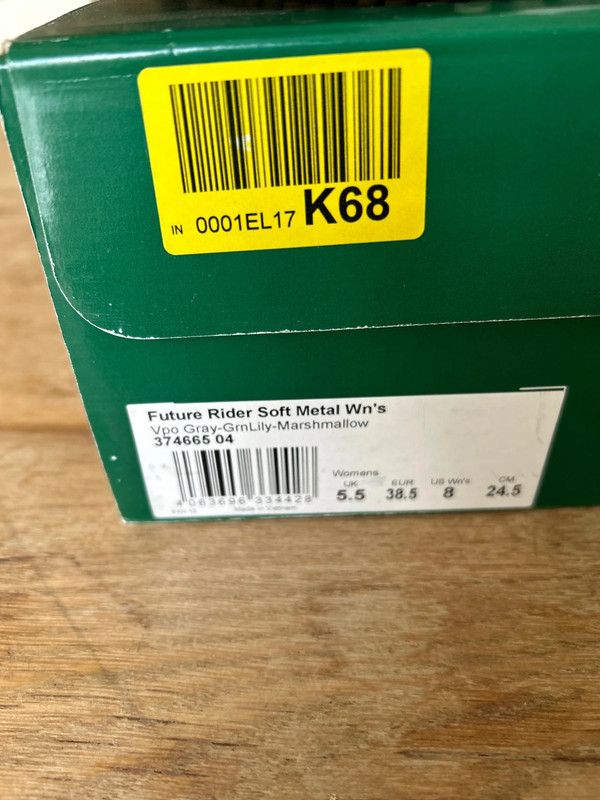 IN 0001EL17 K68
Future Rider Soft Metal Wn's
Vpo Gray-GrnLily-Marshmallow
374665 04
Womens
UK EUR US Wn's CM
5.5 38.5 8 24.5
4 063696 334428
Made in Vietnam